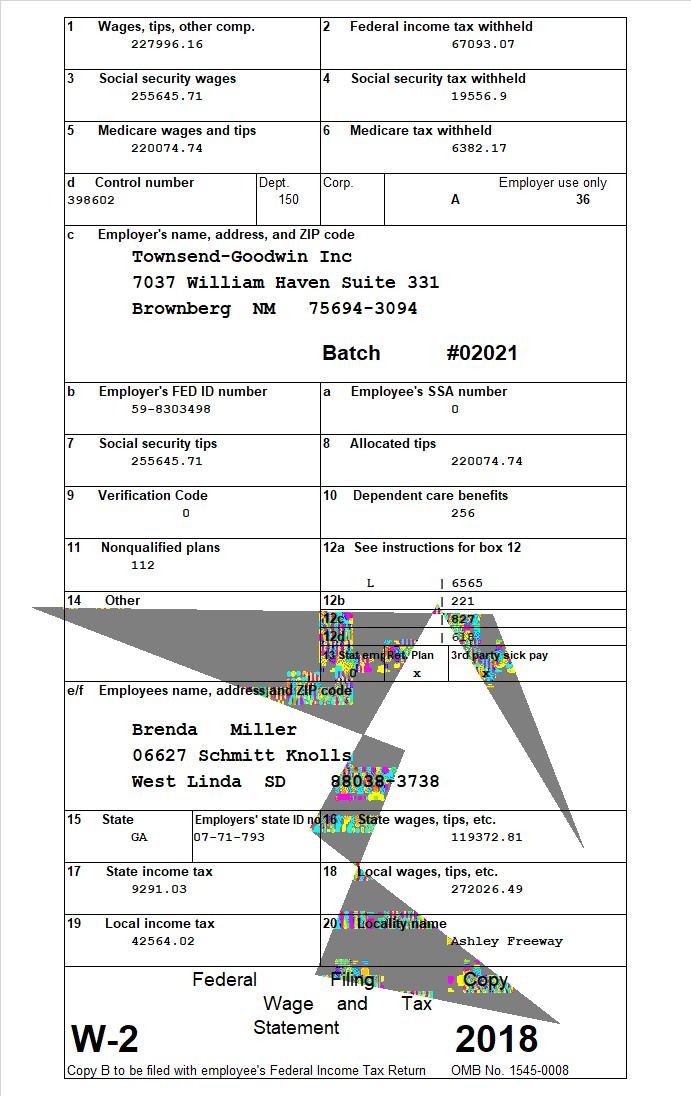 1 Wages, tips, other comp. 2 Federal income tax withheld
227996.16 67093.07
3 Social security wages 4 Social security tax withheld
255645.71 19556.9
5 Medicare wages and tips 6 Medicare tax withheld
220074.74 6382.17
d Control number Dept. Corp. Employer use only
398602 150 A 36
c Employer's name, address, and ZIP code
Townsend-Goodwin Inc
7037 William Haven Suite 331
Brownberg NM 75694-3094
Batch #02021
b Employer's FED ID number a Employee's SSA number
59-8303498 0
7 Social security tips 8 Allocated tips
255645.71 220074.74
9 Verification Code 10 Dependent care benefits
0 256
11 Nonqualified plans 12a See instructions for box 12
112
L | 6565
14 Other 12b | 221
12c | 827
12d |
13 Stat emp Ret. Plan 3rd party sick pay
0 x x
e/f Employees name, address and ZIP code
Brenda Miller
06627 Schmitt Knolls
West Linda SD 88038-3738
15 State Employers' state ID no 16 State wages, tips, etc.
GA 07-71-793 119372.81
17 State income tax 18 Local wages, tips, etc.
9291.03 272026.49
19 Local income tax 20 Locality name
42564.02 Ashley Freeway
Federal Filing Copy
Wage and Tax
Statement
W-2 2018
Copy B to be filed with employee's Federal Income Tax Return OMB No. 1545-0008